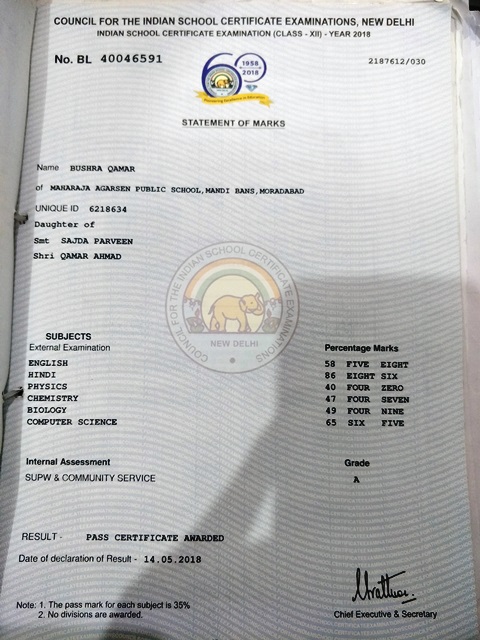 COUNCIL FOR THE INDIAN SCHOOL CERTIFICATE EXAMINATIONS, NEW DELHI
INDIAN SCHOOL CERTIFICATE EXAMINATION (CLASS - XII) - YEAR 2018
No. BL 40046591
2187612/030
60
1958
2018
STATEMENT OF MARKS
Name BUSHRA QAMAR
of MAHARAJA AGARSEN PUBLIC SCHOOL, MANDI BANS, MORADABAD
UNIQUE ID 6218634
Daughter of
Smt SAJDA PARVEEN
Shri QAMAR AHMAD
COUNCIL FOR THE INDIAN SCHOOL CERTIFICATE EXAMINATIONS
NEW DELHI
SUBJECTS
External Examination Percentage Marks
ENGLISH 58 FIVE EIGHT
HINDI 86 EIGHT SIX
PHYSICS 40 FOUR ZERO
CHEMISTRY 47 FOUR SEVEN
BIOLOGY 49 FOUR NINE
COMPUTER SCIENCE 65 SIX FIVE
Internal Assessment Grade
SUPW & COMMUNITY SERVICE A
RESULT - PASS CERTIFICATE AWARDED
Date of declaration of Result - 14.05.2018
Note: 1. The pass mark for each subject is 35%
2. No divisions are awarded.
Chief Executive & Secretary